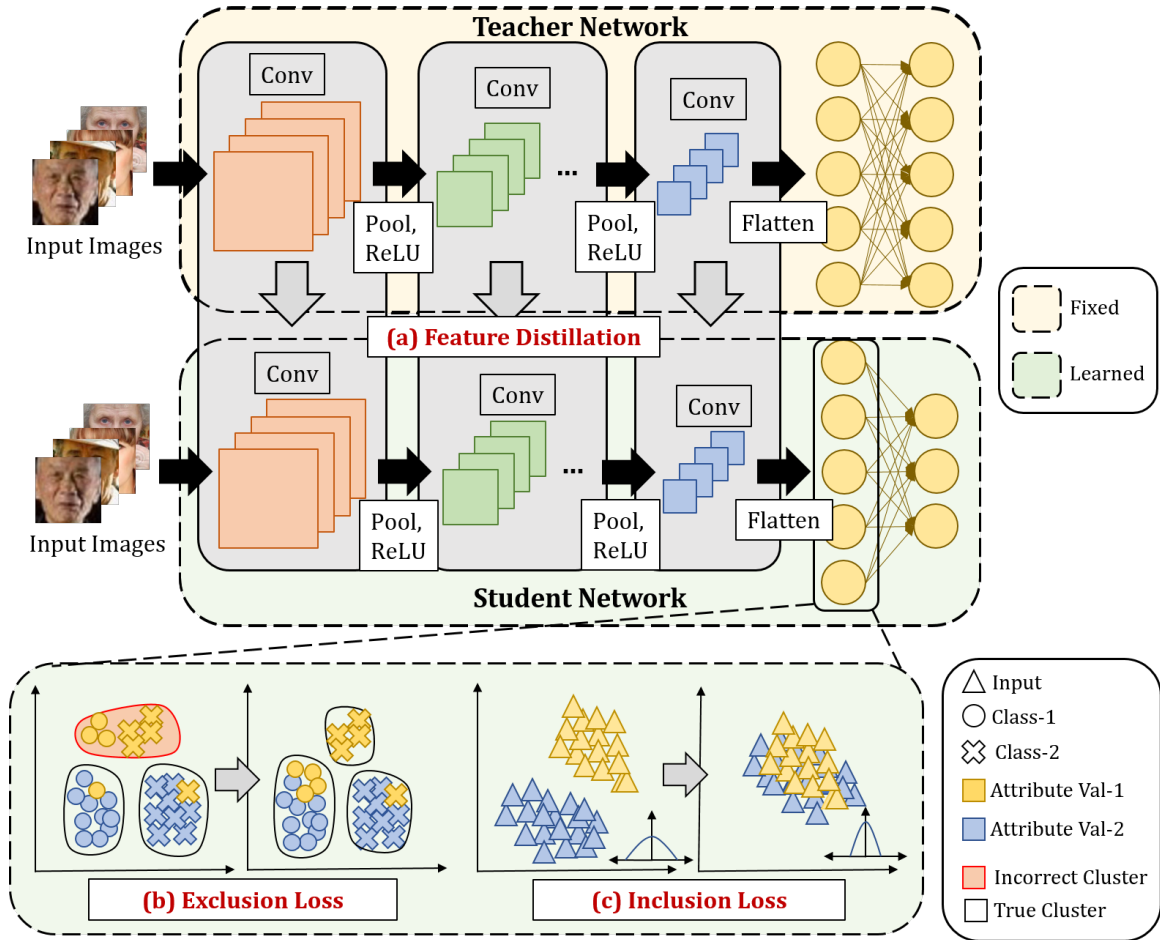 Teacher Network
Conv
Conv
Conv
...
Input Images
Pool,
ReLU
Pool,
ReLU
Flatten
(a) Feature Distillation
Fixed
Learned
Conv
Conv
Conv
...
Input Images
Pool,
ReLU
Pool,
ReLU
Flatten
Student Network
Input
Class-1
Class-2
Attribute Val-1
Attribute Val-2
Incorrect Cluster
True Cluster
(b) Exclusion Loss
(c) Inclusion Loss